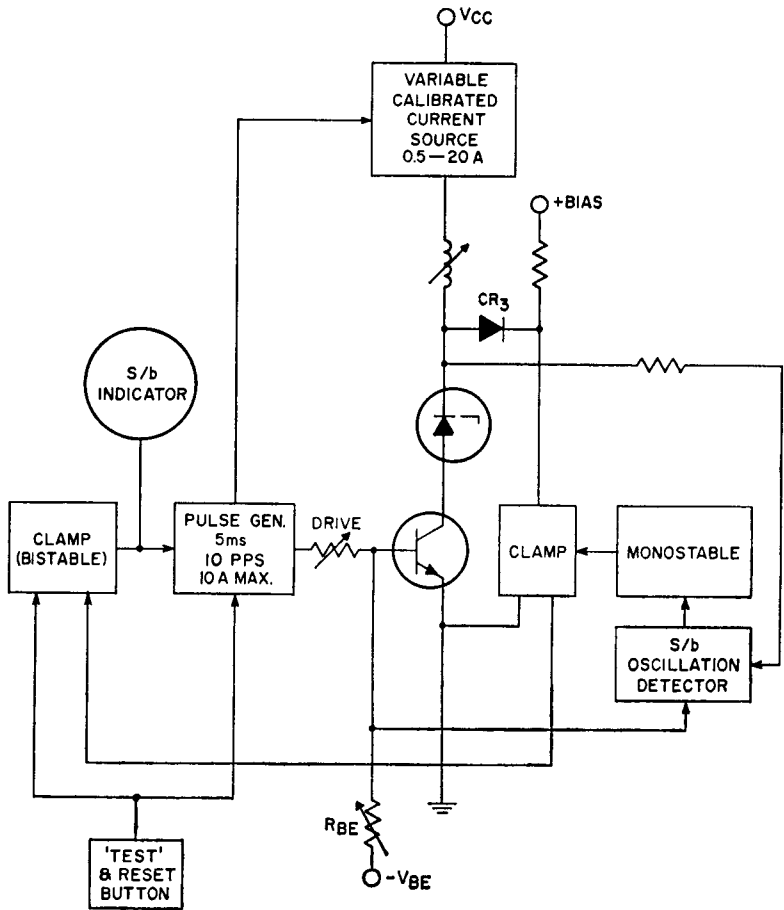 VCC
VARIABLE
CALIBRATED
CURRENT
SOURCE
0.5—20 A
+BIAS
CR3
S/b
INDICATOR
CLAMP
(BISTABLE)
PULSE GEN.
5ms
10 PPS
10 A MAX.
DRIVE
CLAMP
MONOSTABLE
S/b
OSCILLATION
DETECTOR
RBE
-VBE
'TEST'
& RESET
BUTTON